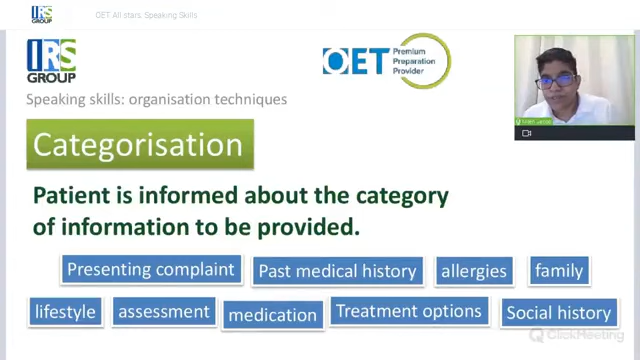 IRS
GROUP
OET All stars. Speaking Skills
IRS
GROUP
OET
Premium
Preparation
Provider
Speaking skills: organisation techniques
Categorisation
Patient is informed about the category
of information to be provided.
Presenting complaint
Past medical history
allergies
family
lifestyle
assessment
medication
Treatment options
Social history
ClickMeeting